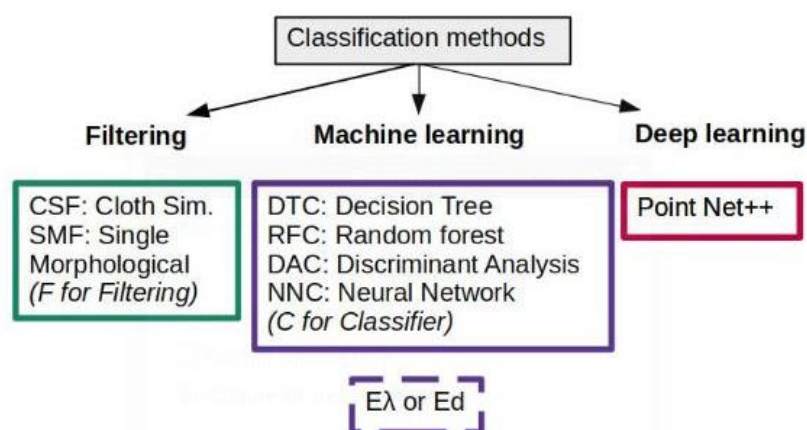 Classification methods
Filtering
Machine learning
Deep learning
CSF: Cloth Sim.
SMF: Single
Morphological
(F for Filtering)
DTC: Decision Tree
RFC: Random forest
DAC: Discriminant Analysis
NNC: Neural Network
(C for Classifier)
Point Net++
Eλ or Ed